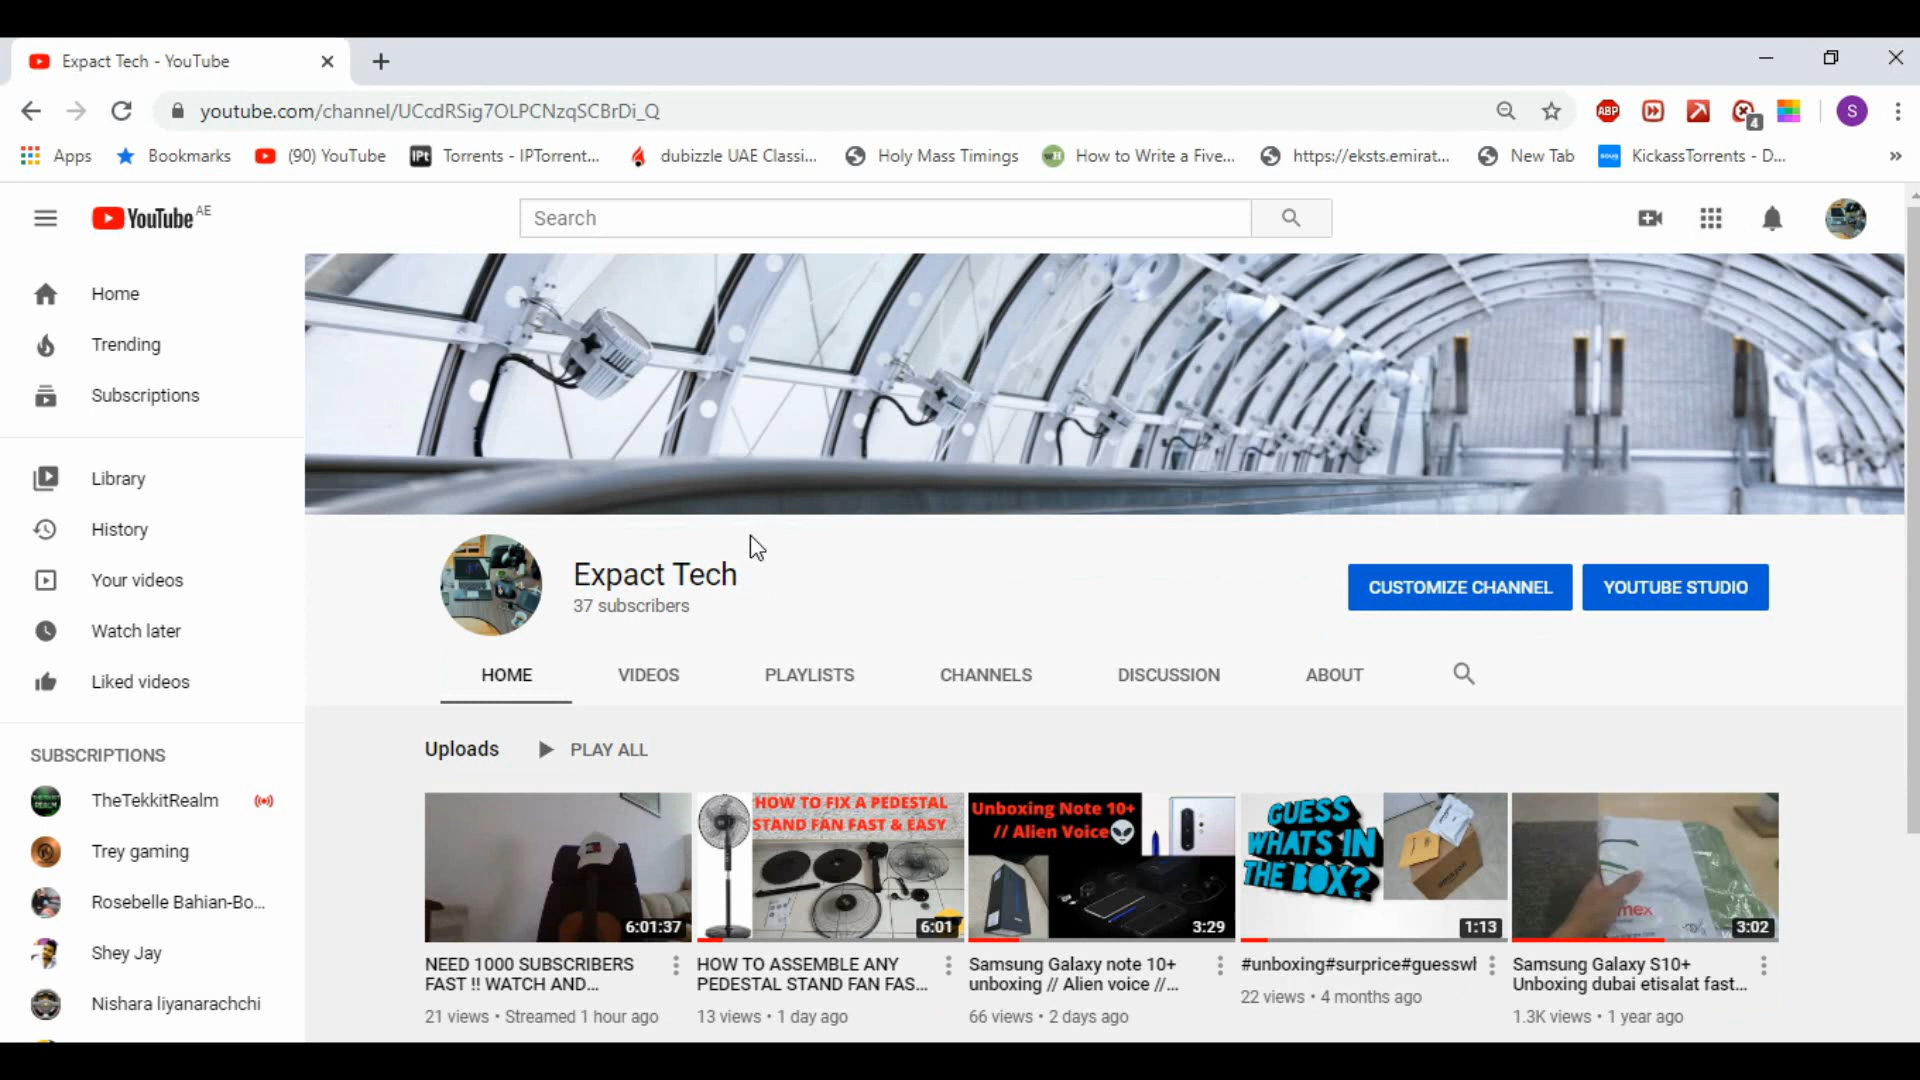 Expact Tech - YouTube
youtube.com/channel/UCcdRSig7OLPCNzqSCBrDi_Q
ABP
4
S
Apps
Bookmarks
(90) YouTube
IPt
Torrents - IPTorrent...
dubizzle UAE Classi...
Holy Mass Timings
wH
How to Write a Five...
https://eksts.emirat...
New Tab
KickassTorrents - D...
YouTube AE
Search
Home
Trending
Subscriptions
Library
History
Your videos
Watch later
Liked videos
SUBSCRIPTIONS
TheTekkitRealm
Trey gaming
Rosebelle Bahian-Bo...
Shey Jay
Nishara liyanarachchi
Expact Tech
37 subscribers
CUSTOMIZE CHANNEL
YOUTUBE STUDIO
HOME
VIDEOS
PLAYLISTS
CHANNELS
DISCUSSION
ABOUT
Uploads
PLAY ALL
6:01:37
NEED 1000 SUBSCRIBERS
FAST !! WATCH AND...
21 views • Streamed 1 hour ago
HOW TO FIX A PEDESTAL
STAND FAN FAST & EASY
6:01
HOW TO ASSEMBLE ANY
PEDESTAL STAND FAN FAS...
13 views • 1 day ago
Unboxing Note 10+
// Alien Voice
3:29
Samsung Galaxy note 10+
unboxing // Alien voice //...
66 views • 2 days ago
GUESS
WHATS IN
THE BOX?
1:13
#unboxing#surprice#guesswl
22 views • 4 months ago
mex
3:02
Samsung Galaxy S10+
Unboxing dubai etisalat fast...
1.3K views • 1 year ago